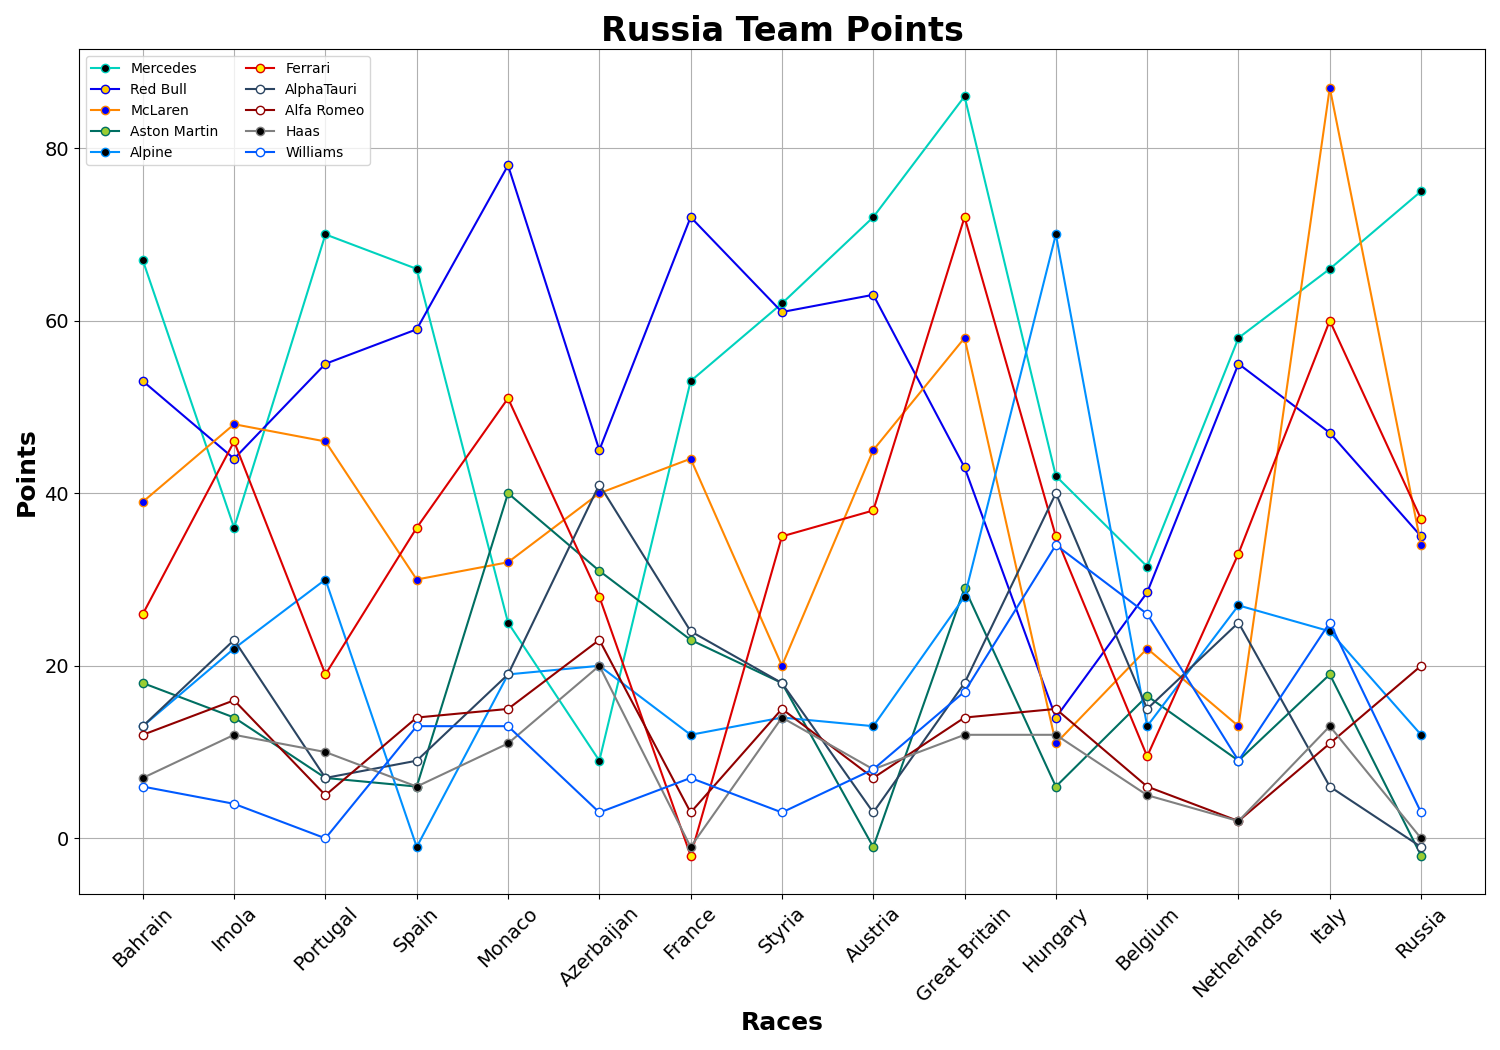 Russia Team Points
Mercedes
Red Bull
McLaren
Aston Martin
Alpine
Ferrari
AlphaTauri
Alfa Romeo
Haas
Williams
Points
80
60
40
20
0
Bahrain
Imola
Portugal
Spain
Monaco
Azerbaijan
France
Styria
Austria
Great Britain
Hungary
Belgium
Netherlands
Italy
Russia
Races